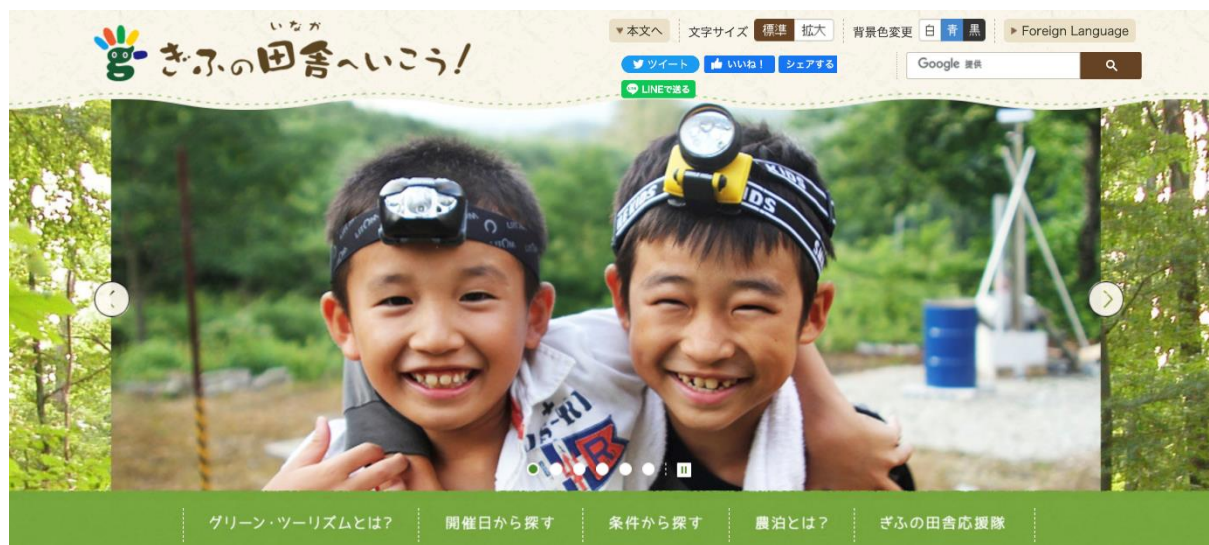 いなか
ぎふの田舎へいこう!
▼本文へ
文字サイズ 標準 拡大
背景色変更 白 青 黒
▶ Foreign Language
ツイート いいね! シェアする
LINEで送る
Google 提供
KIDS
グリーン・ツーリズムとは? 開催日から探す 条件から探す 農泊とは? ぎふの田舎応援隊